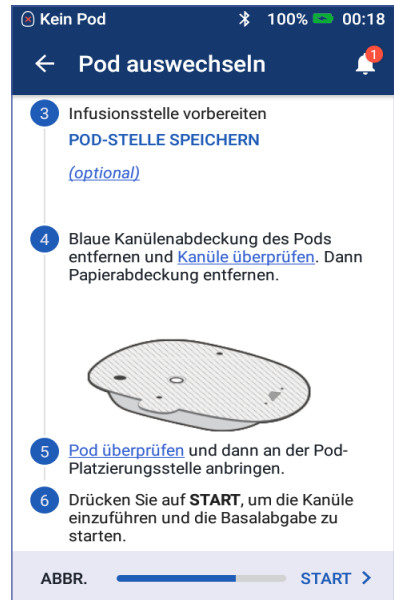 Kein Pod 100% 00:18
Pod auswechseln 1
3 Infusionsstelle vorbereiten
POD-STELLE SPEICHERN
(optional)
4 Blaue Kanülenabdeckung des Pods
entfernen und Kanüle überprüfen. Dann
Papierabdeckung entfernen.
5 Pod überprüfen und dann an der Pod-
Platzierungsstelle anbringen.
6 Drücken Sie auf START, um die Kanüle
einzuführen und die Basalabgabe zu
starten.
ABBR. START